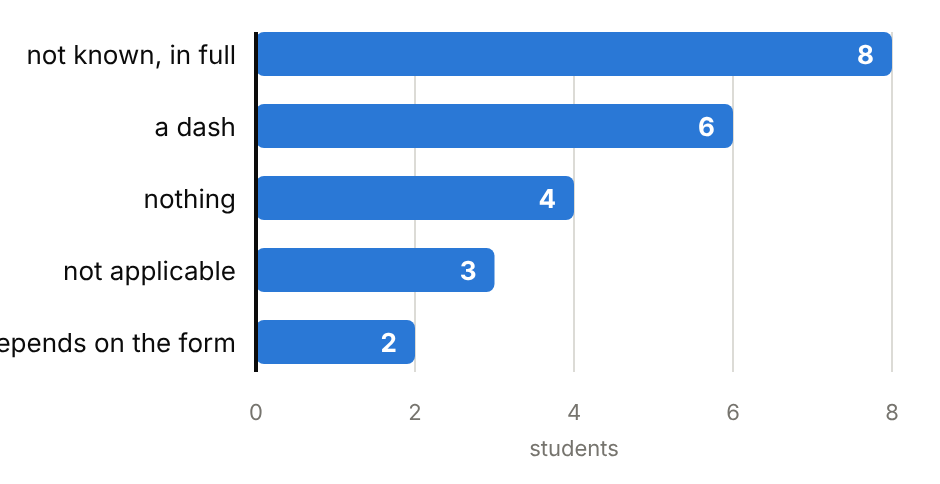 not known, in full 8
a dash 6
nothing 4
not applicable 3
epends on the form 2
0 2 4 6 8
students